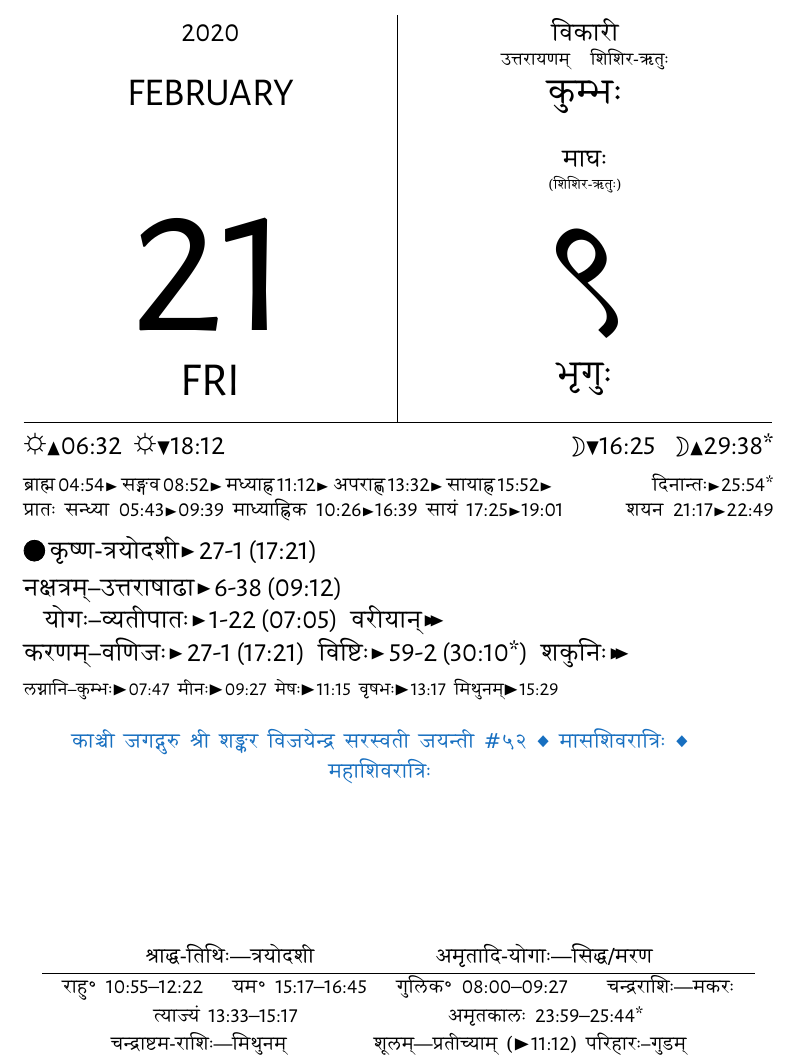 2020
FEBRUARY
21
FRI
विकारी
उत्तरायणम् शिशिर-ऋतुः
कुम्भः
माघः
(शिशिर-ऋतुः)
९
भृगुः
☼▲06:32 ☼▼18:12 ☽▼16:25 ☽▲29:38*
ब्राह्म 04:54► सङ्गव 08:52► मध्याह्न 11:12► अपराह्ण 13:32► सायाह्न 15:52► दिनान्तः►25:54*
प्रातः सन्ध्या 05:43►09:39 माध्याह्निक 10:26►16:39 सायं 17:25►19:01 शयन 21:17►22:49
●कृष्ण-त्रयोदशी►27-1 (17:21)
नक्षत्रम्–उत्तराषाढा►6-38 (09:12)
योगः–व्यतीपातः►1-22 (07:05) वरीयान्►►
करणम्–वणिजः►27-1 (17:21) विष्टिः►59-2 (30:10*) शकुनिः►►
लग्नानि–कुम्भः►07:47 मीनः►09:27 मेषः►11:15 वृषभः►13:17 मिथुनम्►15:29
काञ्ची जगद्गुरु श्री शङ्कर विजयेन्द्र सरस्वती जयन्ती #५२ ◆ मासशिवरात्रिः ◆
महाशिवरात्रिः
श्राद्ध-तिथिः—त्रयोदशी अमृतादि-योगाः—सिद्ध/मरण
राहु° 10:55–12:22 यम° 15:17–16:45 गुलिक° 08:00–09:27 चन्द्रराशिः—मकरः
त्याज्यं 13:33–15:17 अमृतकालः 23:59–25:44*
चन्द्राष्टम-राशिः—मिथुनम् शूलम्—प्रतीच्याम् (►11:12) परिहारः–गुडम्